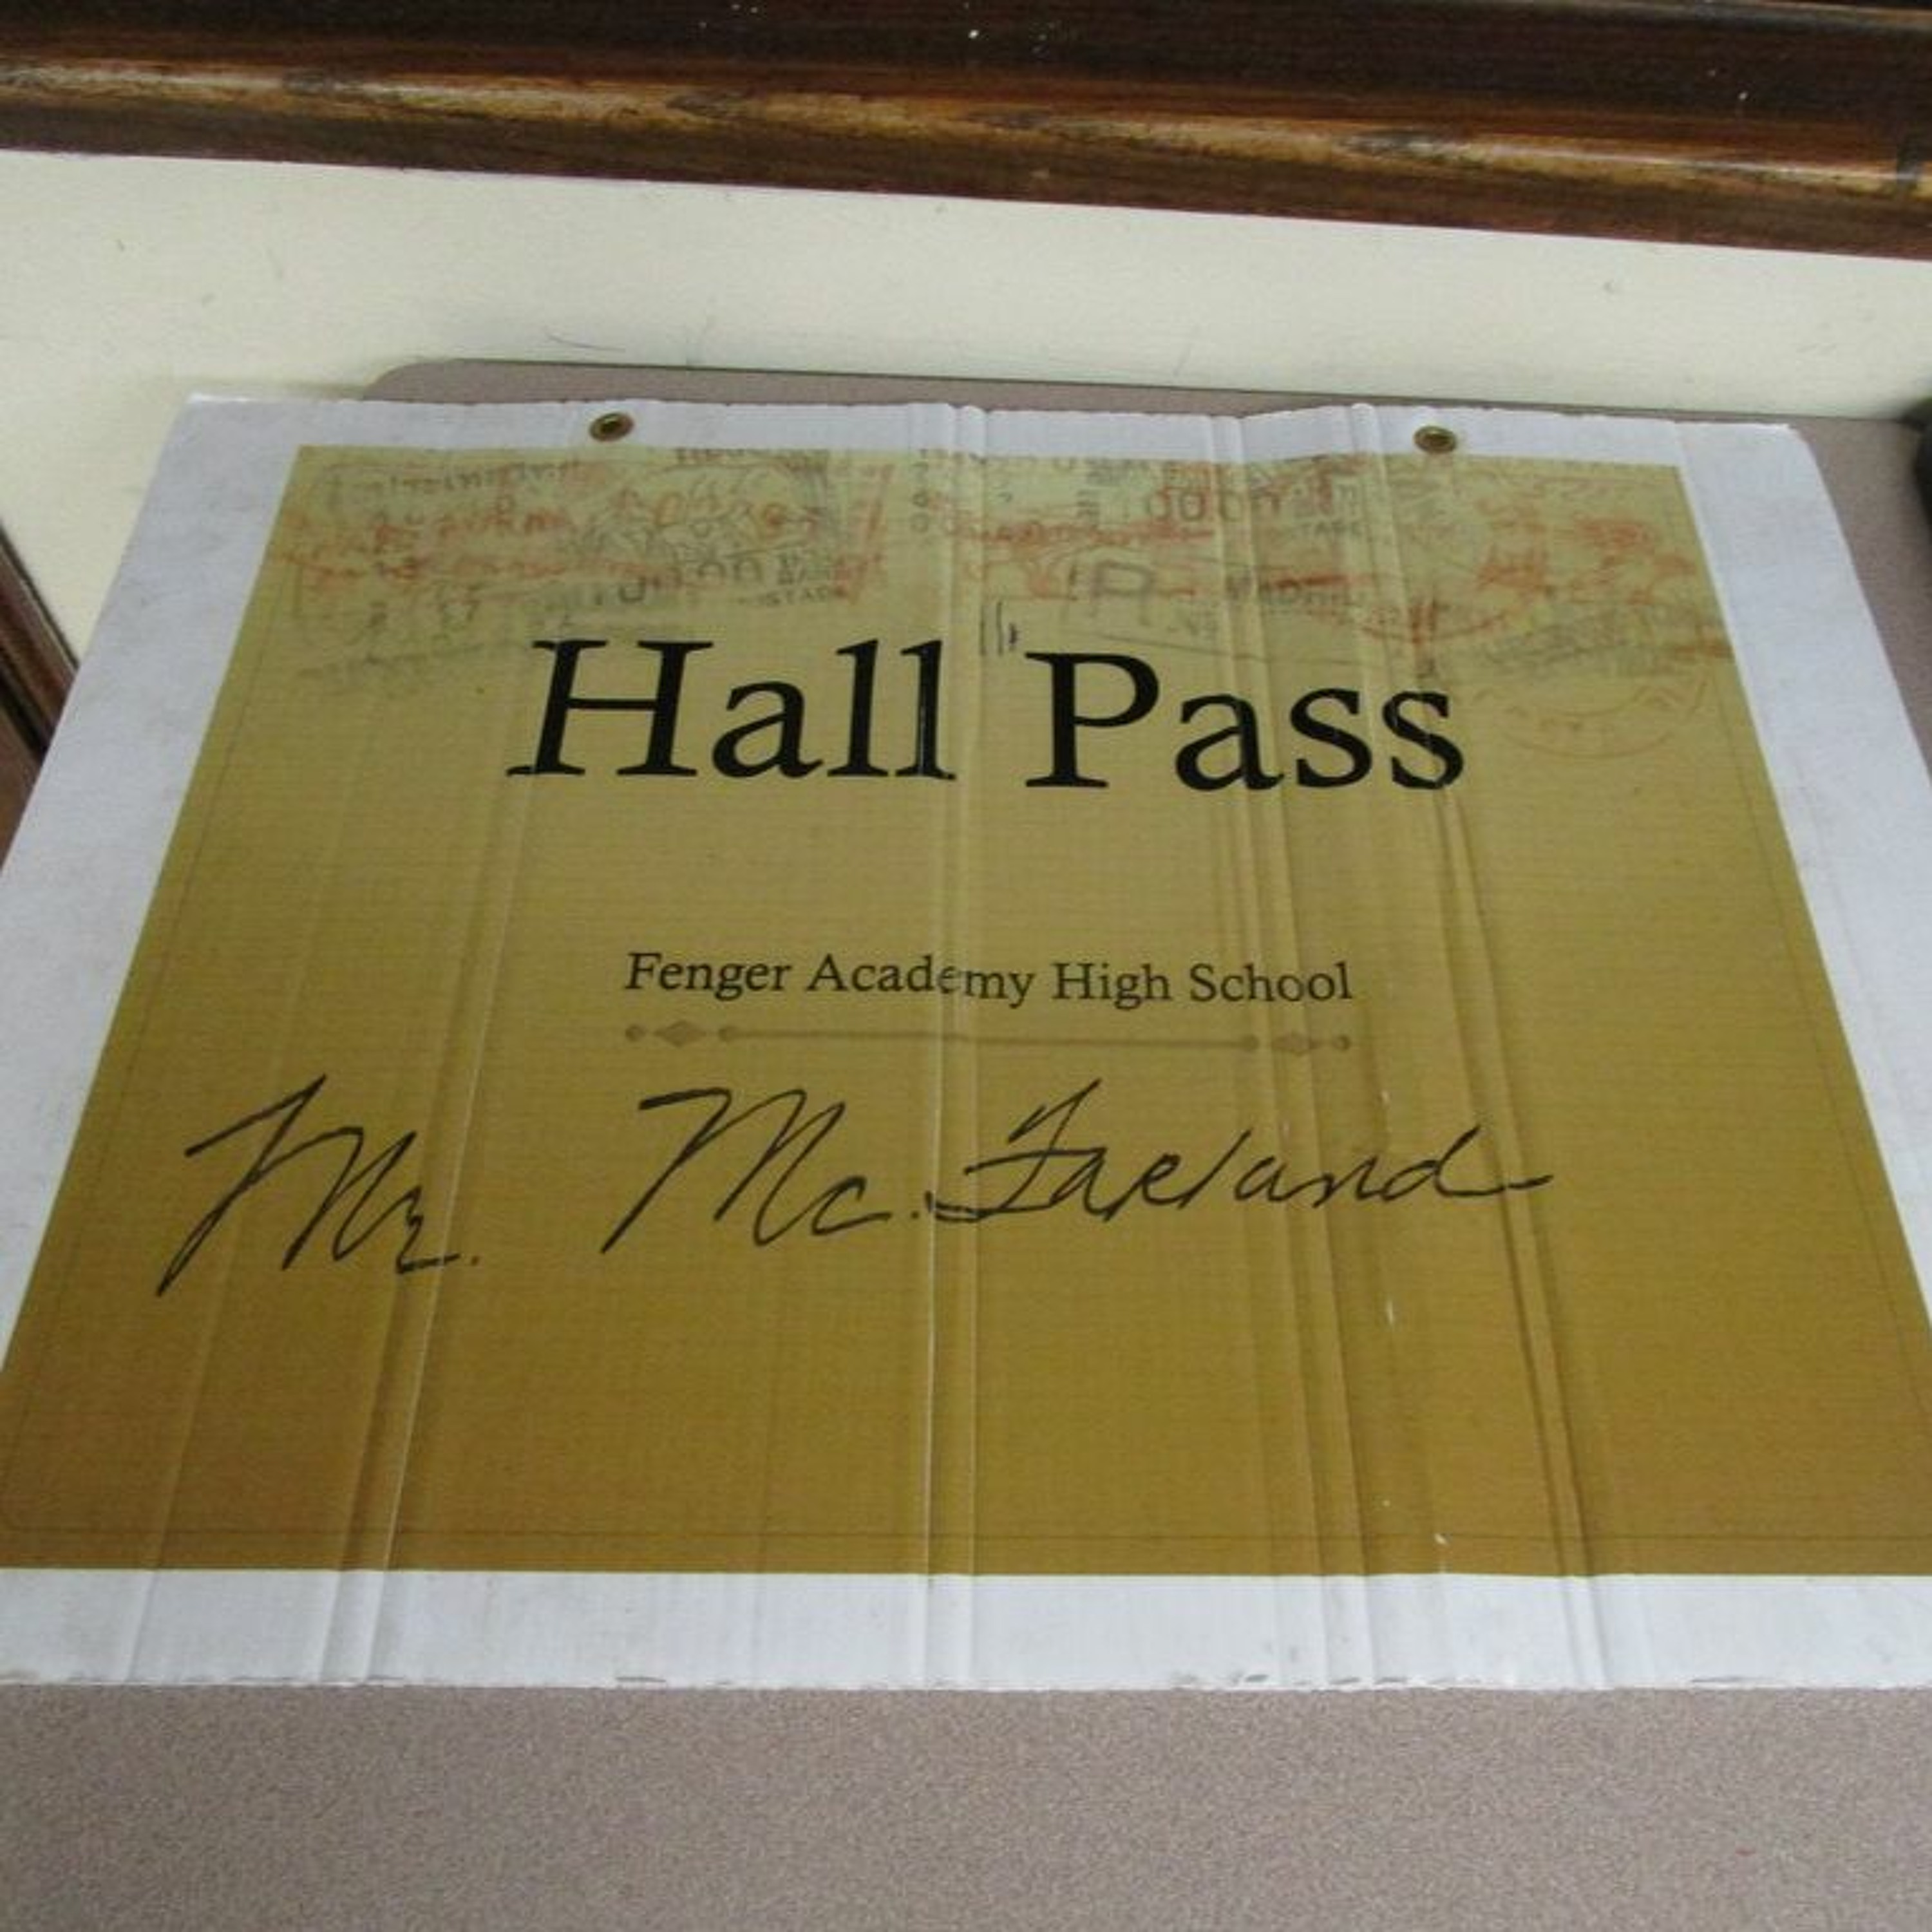 Hall Pass
Fenger Academy High School
Mr. Mc.Farland